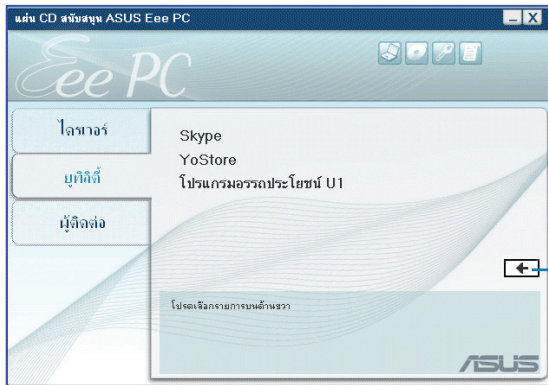 แผ่น CD สนับสนุน ASUS Eee PC
Eee PC
ไดรเวอร์
ยูทิลิตี้
ผู้ติดต่อ
Skype
YoStore
โปรแกรมอรรถประโยชน์ U1
โปรดเลือกรายการบนด้านขวา
ASUS